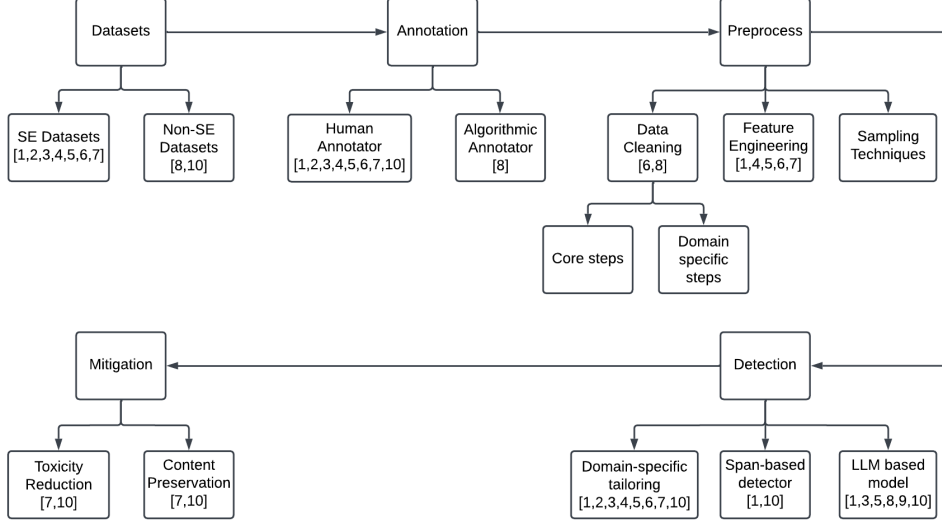 Datasets
Annotation
Preprocess
SE Datasets
[1,2,3,4,5,6,7]
Non-SE
Datasets
[8,10]
Human
Annotator
[1,2,3,4,5,6,7,10]
Algorithmic
Annotator
[8]
Data
Cleaning
[6,8]
Feature
Engineering
[1,4,5,6,7]
Sampling
Techniques
Core steps
Domain
specific
steps
Mitigation
Detection
Toxicity
Reduction
[7,10]
Content
Preservation
[7,10]
Domain-specific
tailoring
[1,2,3,4,5,6,7,10]
Span-based
detector
[1,10]
LLM based
model
[1,3,5,8,9,10]